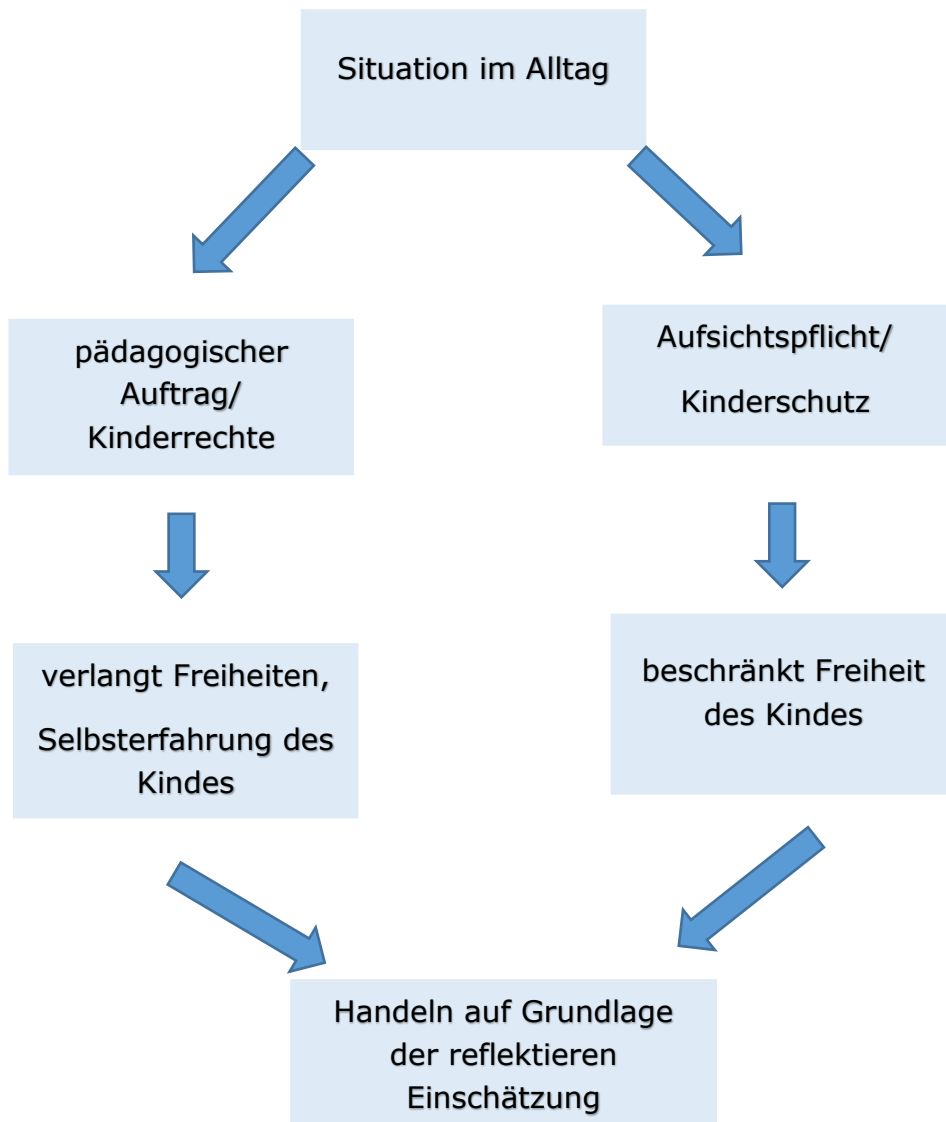 Situation im Alltag
pädagogischer
Auftrag/
Kinderrechte
Aufsichtspflicht/
Kinderschutz
verlangt Freiheiten,
Selbsterfahrung des
Kindes
beschränkt Freiheit
des Kindes
Handeln auf Grundlage
der reflektieren
Einschätzung